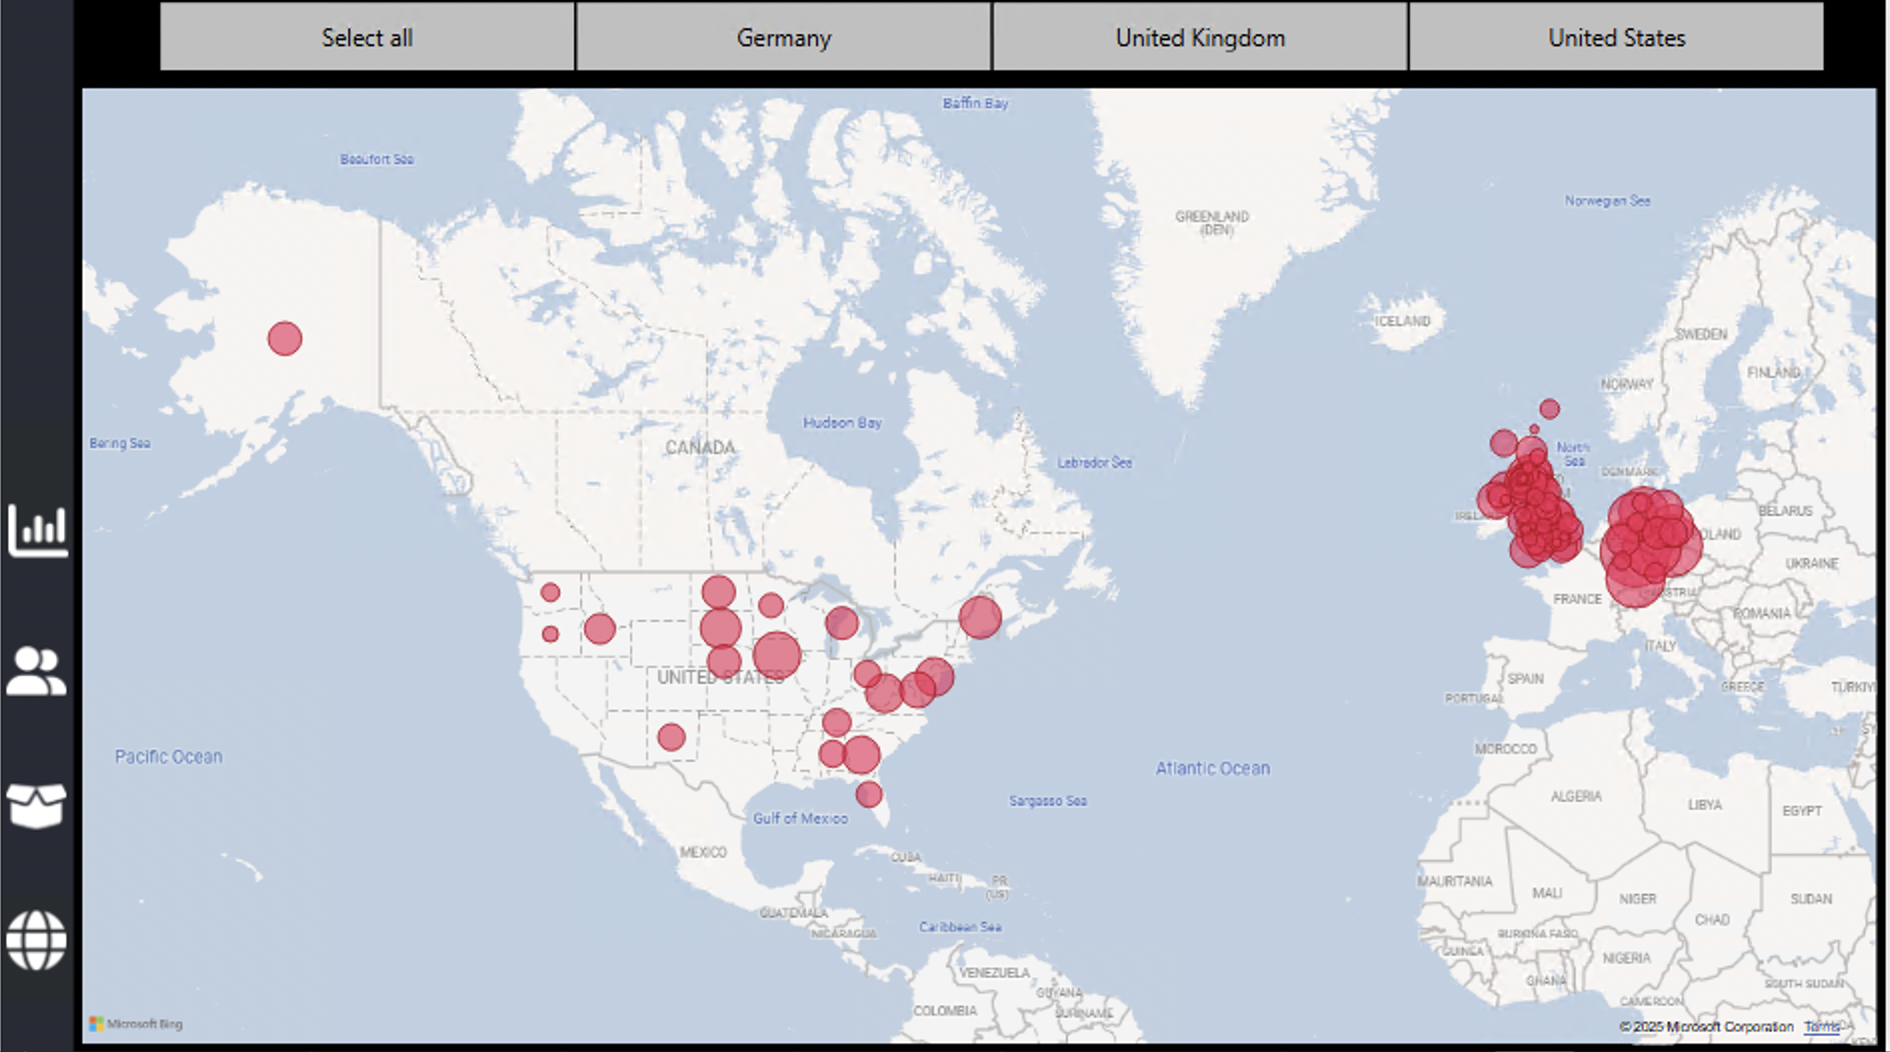 Select all
Germany
United Kingdom
United States
Baffin Bay
Beaufort Sea
Norwegian Sea
GREENLAND
(DEN)
ICELAND
SWEDEN
FINLAND
NORWAY
Bering Sea
Hudson Bay
CANADA
Labrador Sea
North
Sea
DENMARK
BELARUS
OLAND
UKRAINE
FRANCE
ROMANIA
ITALY
UNITED STATES
SPAIN
GREECE
TURKIY
PORTUGAL
MOROCCO
Pacific Ocean
Atlantic Ocean
Sargasso Sea
ALGERIA
LIBYA
EGYPT
Gulf of Mexico
MEXICO
CUBA
HAITI
PR
(US)
MAURITANIA
MALI
NIGER
SUDAN
GUATEMALA
CHAD
Caribbean Sea
NICARAGUA
BURKINA FASO
GUINEA
NIGERIA
VENEZUELA
GHANA
SOUTH SUDAN
GUYANA
CAMEROON
COLOMBIA
SURINAME
Microsoft Bing
© 2025 Microsoft Corporation Terms